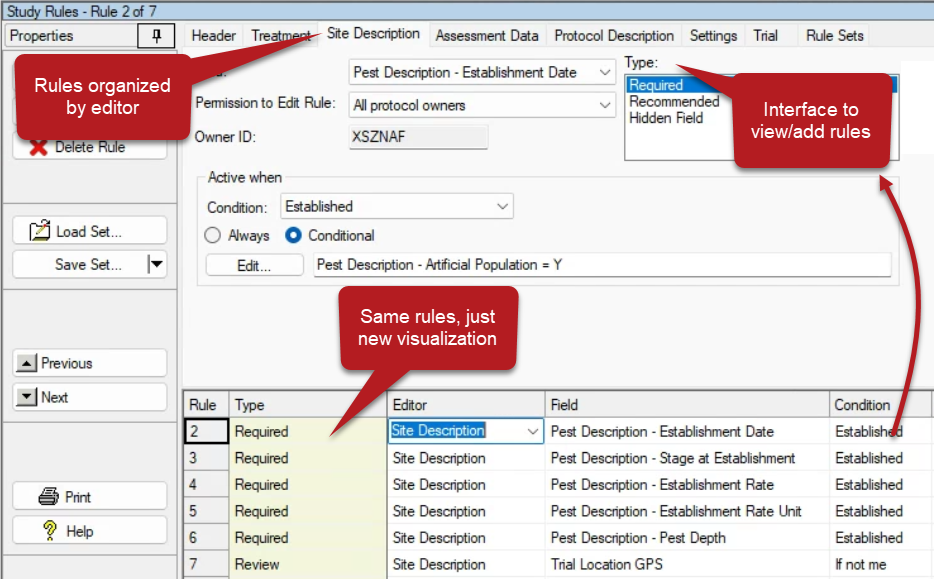 Study Rules - Rule 2 of 7
Properties
Header Treatment Site Description Assessment Data Protocol Description Settings Trial Rule Sets
Rules organized
by editor
Pest Description - Establishment Date
Type:
Required
Recommended
Hidden Field
Interface to
view/add rules
Permission to Edit Rule: All protocol owners
Owner ID: XSZNAF
Delete Rule
Active when
Condition: Established
Always Conditional
Edit... Pest Description - Artificial Population = Y
Load Set...
Save Set...
Same rules, just
new visualization
Previous
Next
Print
Help
Rule Type Editor Field Condition
2 Required Site Description Pest Description - Establishment Date Established
3 Required Site Description Pest Description - Stage at Establishment Established
4 Required Site Description Pest Description - Establishment Rate Established
5 Required Site Description Pest Description - Establishment Rate Unit Established
6 Required Site Description Pest Description - Pest Depth Established
7 Review Site Description Trial Location GPS If not me